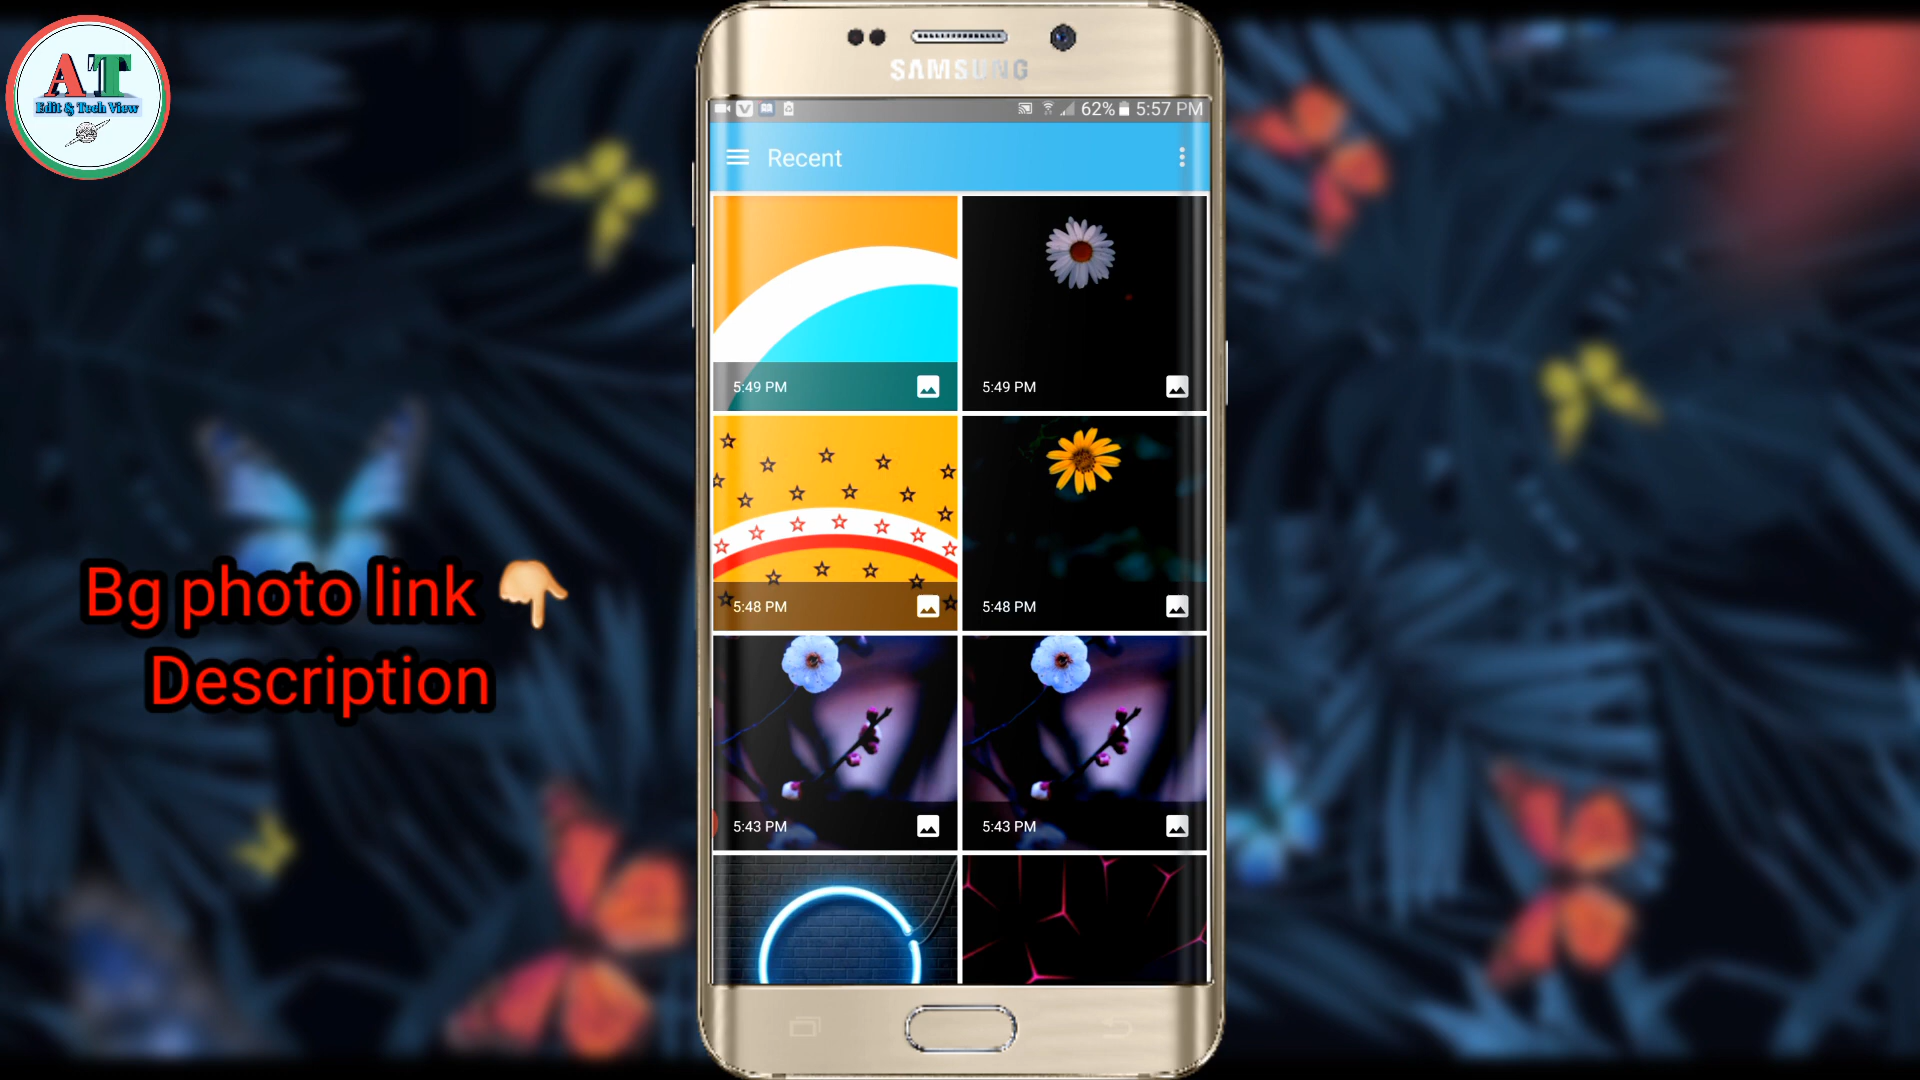 AT
Edit & Tech View
SAMSUNG
62% 5:57 PM
Recent
5:49 PM
5:49 PM
5:48 PM
5:48 PM
5:43 PM
5:43 PM
Bg photo link 👇🏼
Description